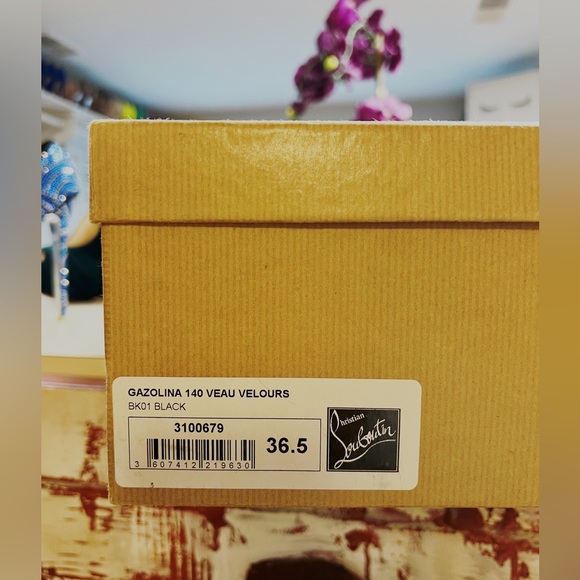 GAZOLINA 140 VEAU VELOURS
BK01 BLACK
3100679
36.5
3 607412 219630
Christian
Louboutin